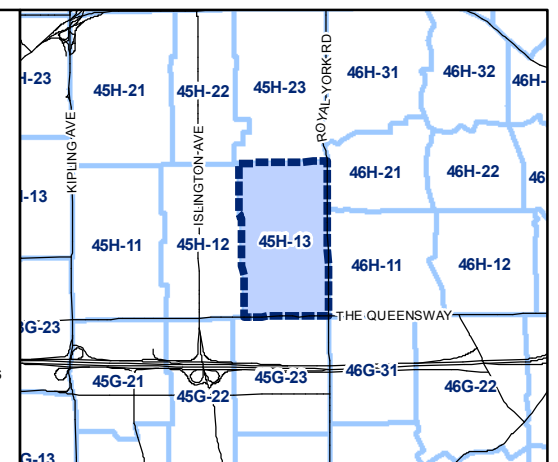 H-23
45H-21
45H-22
45H-23
46H-31
46H-32
46H-
KIPLING AVE
ISLINGTON AVE
ROYAL YORK RD
-13
45H-11
45H-12
45H-13
46H-21
46H-22
46
46H-11
46H-12
THE QUEENSWAY
G-23
45G-21
45G-22
45G-23
46G-31
46G-22
s
G-13